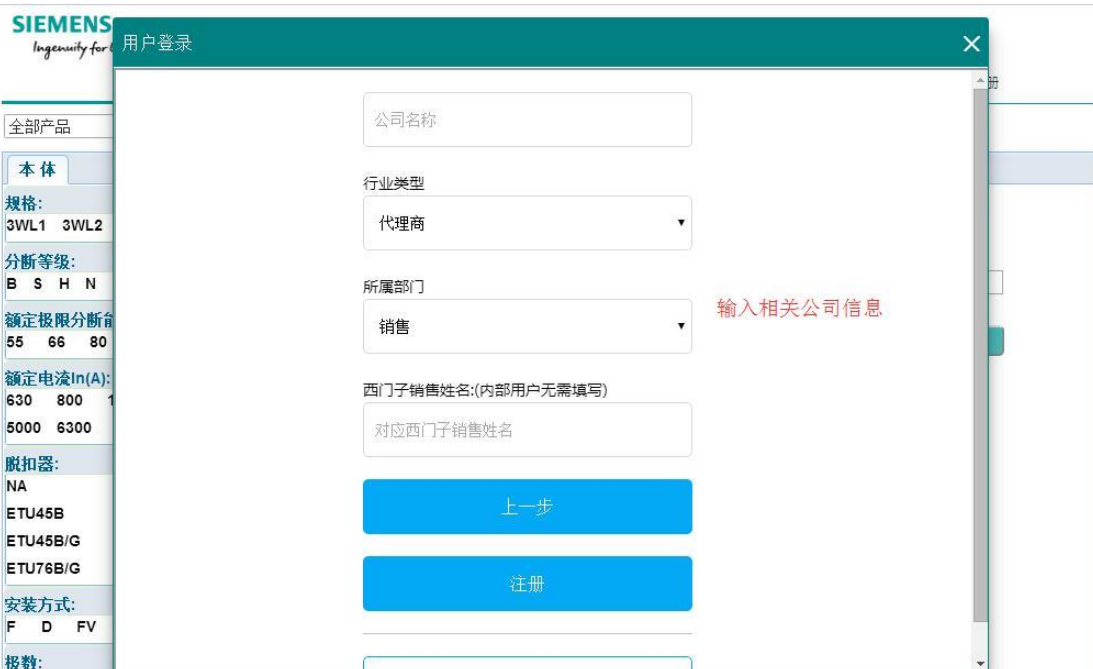 SIEMENS
Ingenuity for
用户登录
册
全部产品
公司名称
本体
行业类型
规格:
3WL1 3WL2
代理商
分断等级:
B S H N
所属部门
输入相关公司信息
额定极限分断
销售
55 66 80
额定电流In(A):
630 800 1
西门子销售姓名:(内部用户无需填写)
5000 6300
对应西门子销售姓名
脱扣器:
NA
ETU45B
上一步
ETU45B/G
ETU76B/G
注册
安装方式:
F D FV
极数: